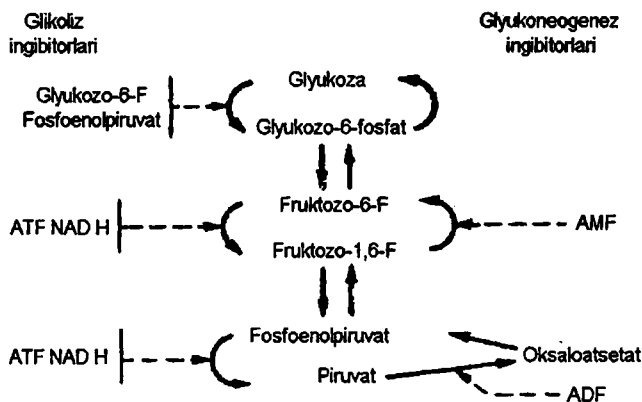 Glikoliz
ingibitorlari
Glyukoneogenez
ingibitorlari
Glyukozo-6-F
Fosfoenolpiruvat
Glyukoza
Glyukozo-6-fosfat
ATF NAD H
Fruktozo-6-F
Fruktozo-1,6-F
AMF
ATF NAD H
Fosfoenolpiruvat
Piruvat
Oksaloatsetat
ADF